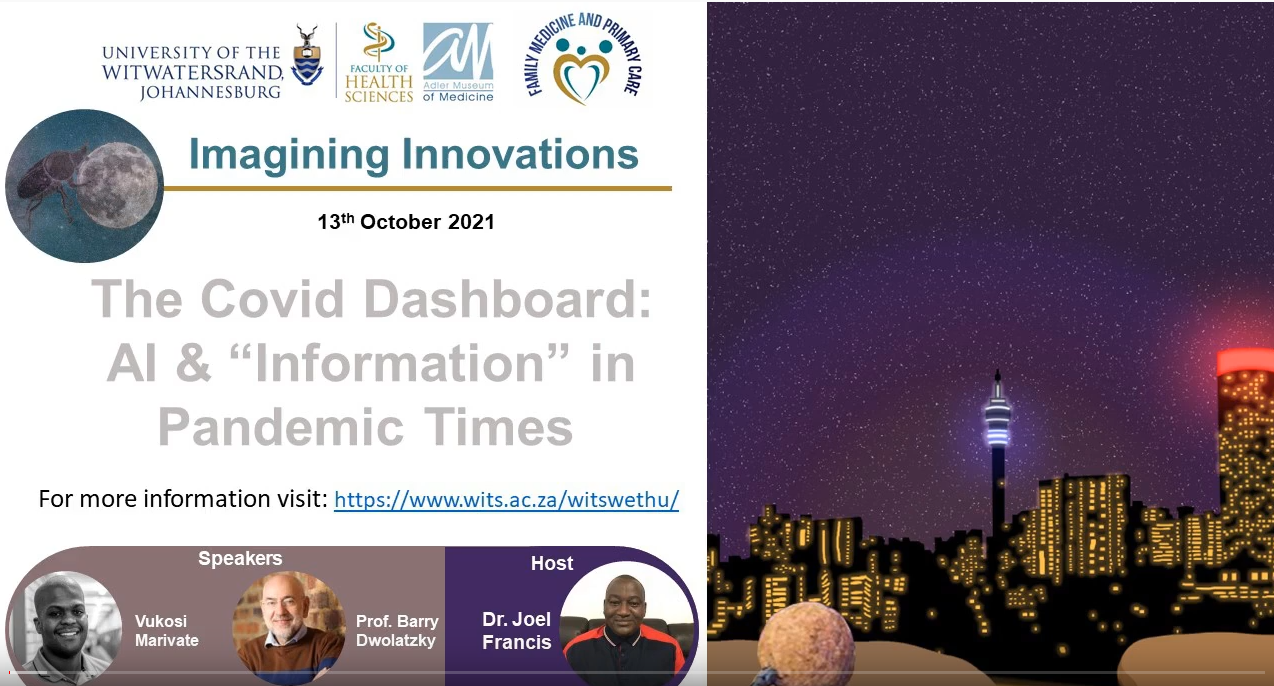 UNIVERSITY OF THE
WITWATERSRAND,
JOHANNESBURG
FACULTY OF
HEALTH
SCIENCES
Adler Museum
of Medicine
FAMILY MEDICINE AND PRIMARY CARE
Imagining Innovations
13th October 2021
The Covid Dashboard:
AI & “Information” in
Pandemic Times
For more information visit: https://www.wits.ac.za/witswethu/
Speakers
Vukosi
Marivate
Prof. Barry
Dwolatzky
Host
Dr. Joel
Francis